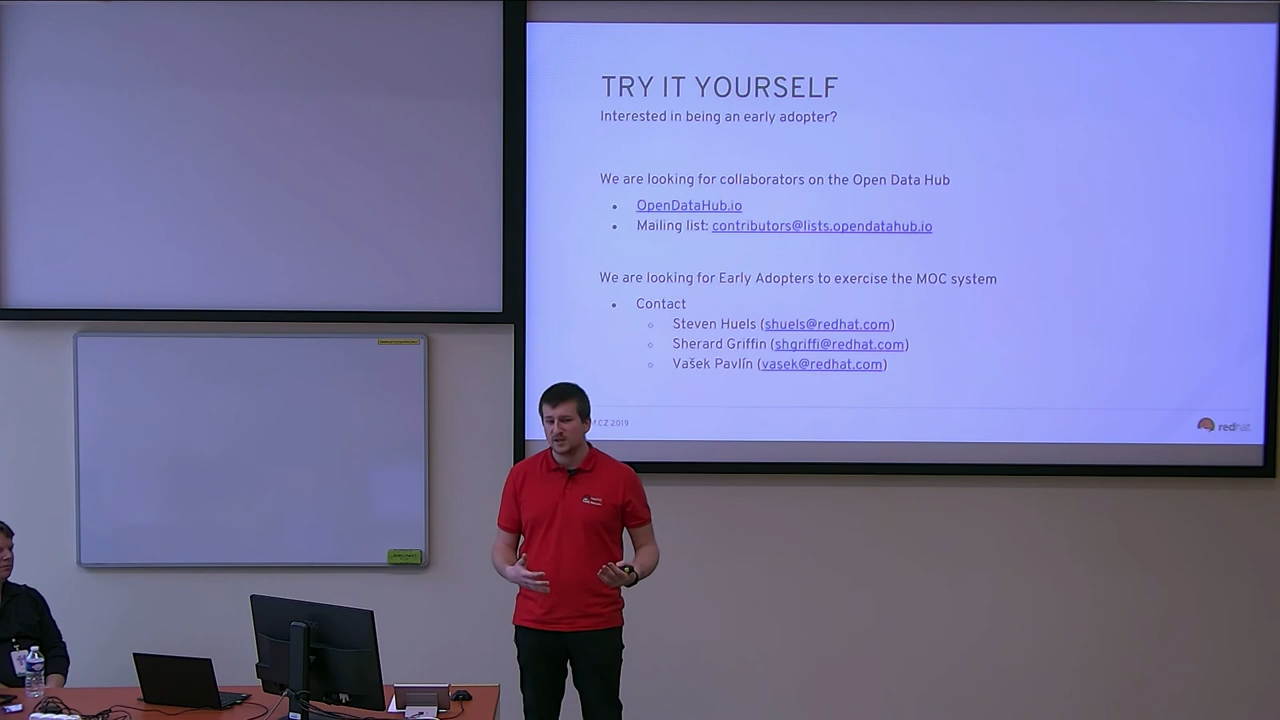 TRY IT YOURSELF
Interested in being an early adopter?
We are looking for collaborators on the Open Data Hub
OpenDataHub.io
Mailing list: contributors@lists.opendatahub.io
We are looking for Early Adopters to exercise the MOC system
Contact
Steven Huels (shuels@redhat.com)
Sherard Griffin (shgriffi@redhat.com)
Vašek Pavlín (vasek@redhat.com)
.CZ 2019
redhat